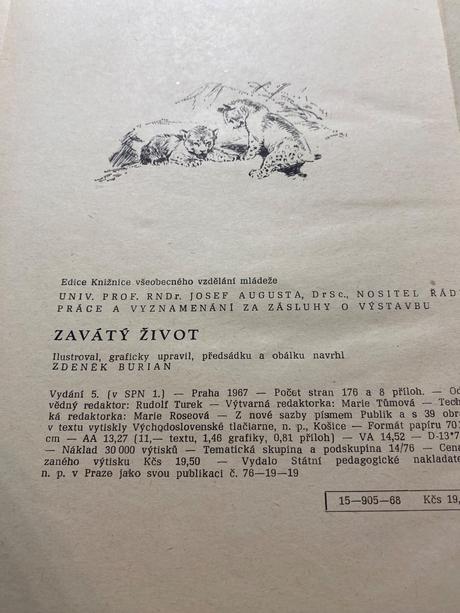 Edice Knižnice všeobecného vzdělání mládeže
UNIV. PROF. RNDr. JOSEF AUGUSTA, DrSc., NOSITEL ŘÁD
PRÁCE A VYZNAMENÁNÍ ZA ZÁSLUHY O VÝSTAVBU
ZAVÁTÝ ŽIVOT
Ilustroval, graficky upravil, předsádku a obálku navrhl
ZDENĚK BURIAN
Vydání 5. (v SPN 1.) — Praha 1967 — Počet stran 176 a 8 příloh. — Od
vědný redaktor: Rudolf Turek — Výtvarná redaktorka: Marie Tůmová — Tech
ká redaktorka: Marie Roseová — Z nové sazby písmem Publik a s 39 obr
v textu vytiskly Východoslovenské tlačiarne, n. p., Košice — Formát papíru 70
cm — AA 13,27 (11,— textu, 1,46 grafiky, 0,81 příloh) — VA 14,52 — D-13*7
— Náklad 30 000 výtisků — Tematická skupina a podskupina 14/76 — Cena
zaného výtisku Kčs 19,50 — Vydalo Státní pedagogické nakladate
n. p. v Praze jako svou publikaci č. 76—19—19
15—905—68 Kčs 19,